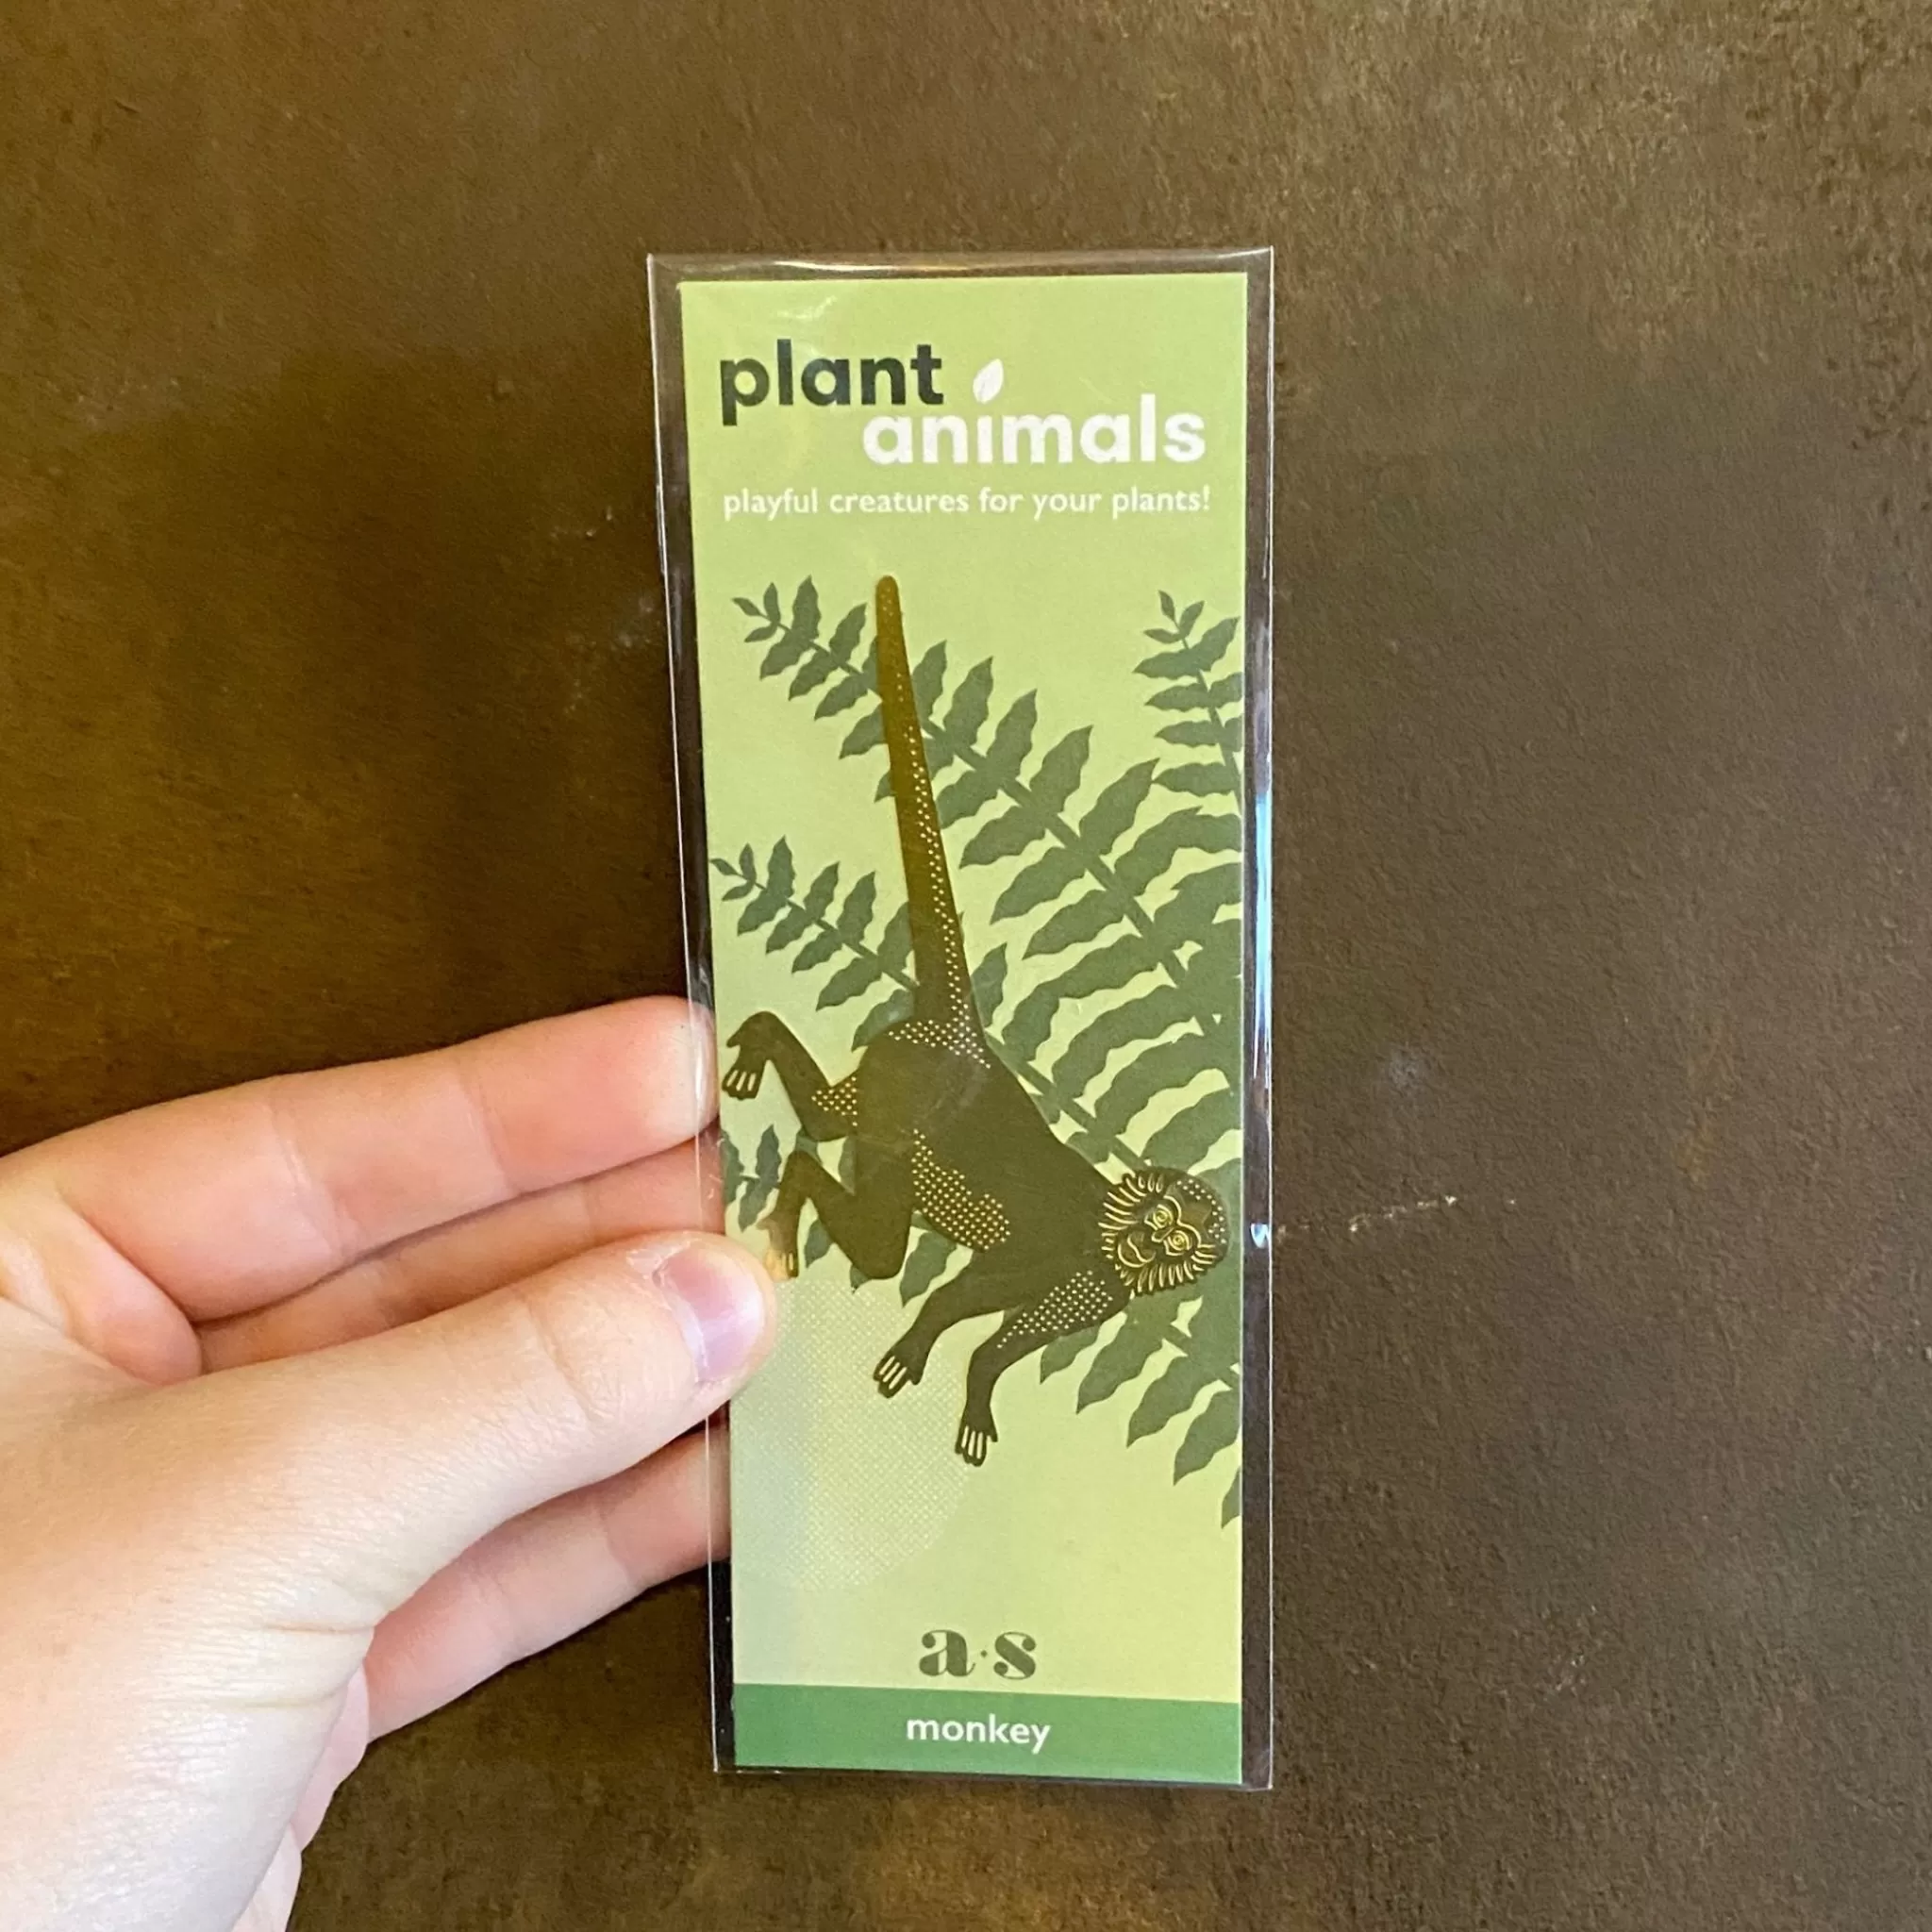 plant
animals
playful creatures for your plants!
a·s
monkey